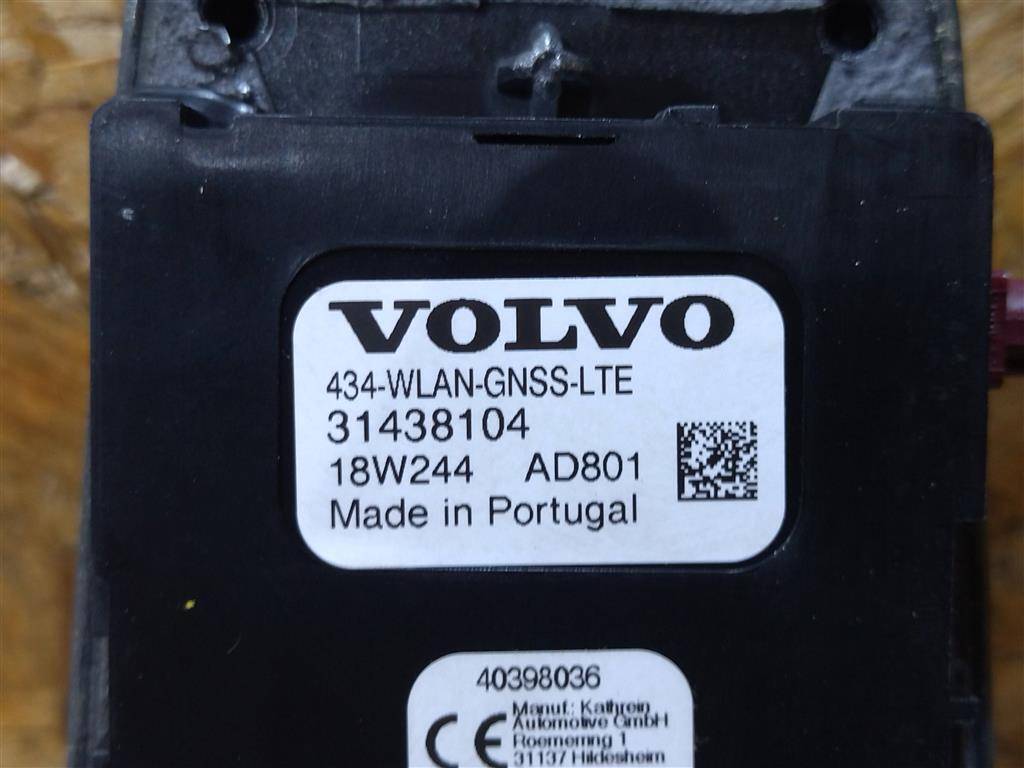 VOLVO
434-WLAN-GNSS-LTE
31438104
18W244 AD801
Made in Portugal
40398036
CE
Manuf.: Kathrein
Automotive GmbH
Roemerring 1
31137 Hildesheim